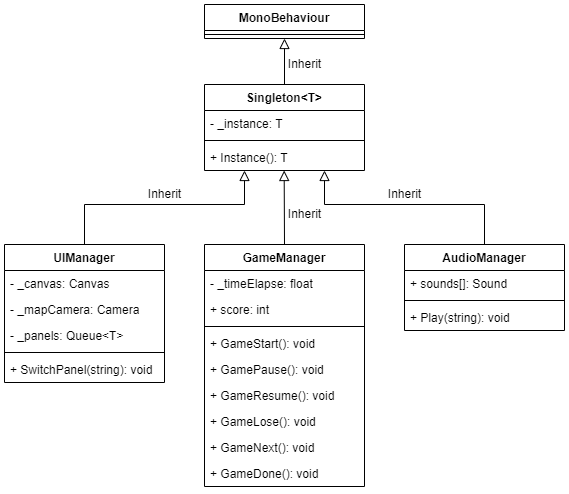 MonoBehaviour
Inherit
Singleton<T>
- _instance: T
+ Instance(): T
Inherit
Inherit
Inherit
UIManager
- _canvas: Canvas
- _mapCamera: Camera
- _panels: Queue<T>
+ SwitchPanel(string): void
GameManager
- _timeElapse: float
+ score: int
+ GameStart(): void
+ GamePause(): void
+ GameResume(): void
+ GameLose(): void
+ GameNext(): void
+ GameDone(): void
AudioManager
+ sounds[]: Sound
+ Play(string): void